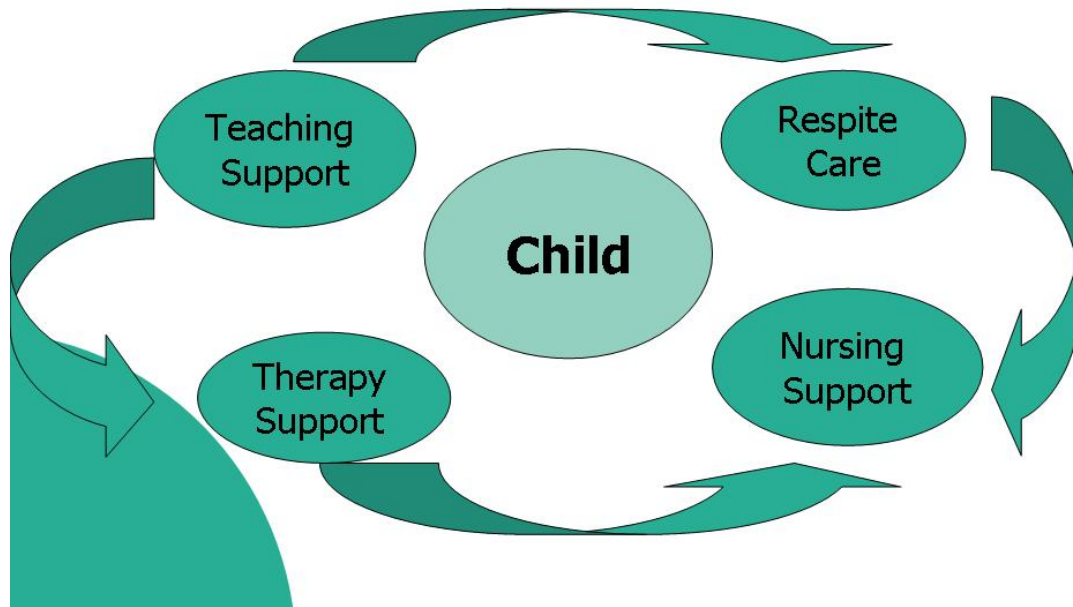 Teaching
Support
Respite
Care
Child
Therapy
Support
Nursing
Support